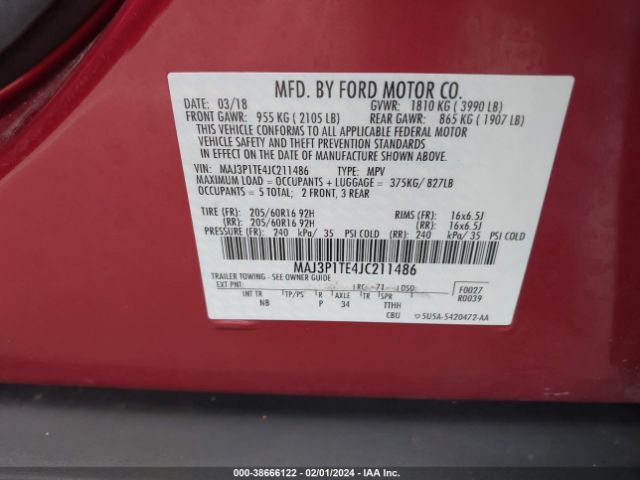 MFD. BY FORD MOTOR CO.
DATE: 03/18 GVWR: 1810 KG ( 3990 LB)
FRONT GAWR: 955 KG ( 2105 LB) REAR GAWR: 865 KG ( 1907 LB)
THIS VEHICLE CONFORMS TO ALL APPLICABLE FEDERAL MOTOR
VEHICLE SAFETY AND THEFT PREVENTION STANDARDS
IN EFFECT ON THE DATE OF MANUFACTURE SHOWN ABOVE.
VIN: MAJ3P1TE4JC211486 TYPE: MPV
MAXIMUM LOAD = OCCUPANTS + LUGGAGE = 375KG/ 827LB
OCCUPANTS = 5 TOTAL; 2 FRONT, 3 REAR
TIRE (FR): 205/60R16 92H RIMS (FR): 16x6.5J
(RR): 205/60R16 92H (RR): 16x6.5J
PRESSURE (FR): 240 kPa/ 35 PSI COLD (RR) 240 kPa/ 35 PSI COLD
MAJ3P1TE4JC211486
TRAILER TOWING - SEE OWNER GUIDE
EXT PNT: RC: 71 DSO: F0027
R0039
INT TR TP/PS R AXLE TR SPR
NB P 34 TTHH
CBU 5U5A-5420472-AA
000-38666122 - 02/01/2024 - IAA Inc.